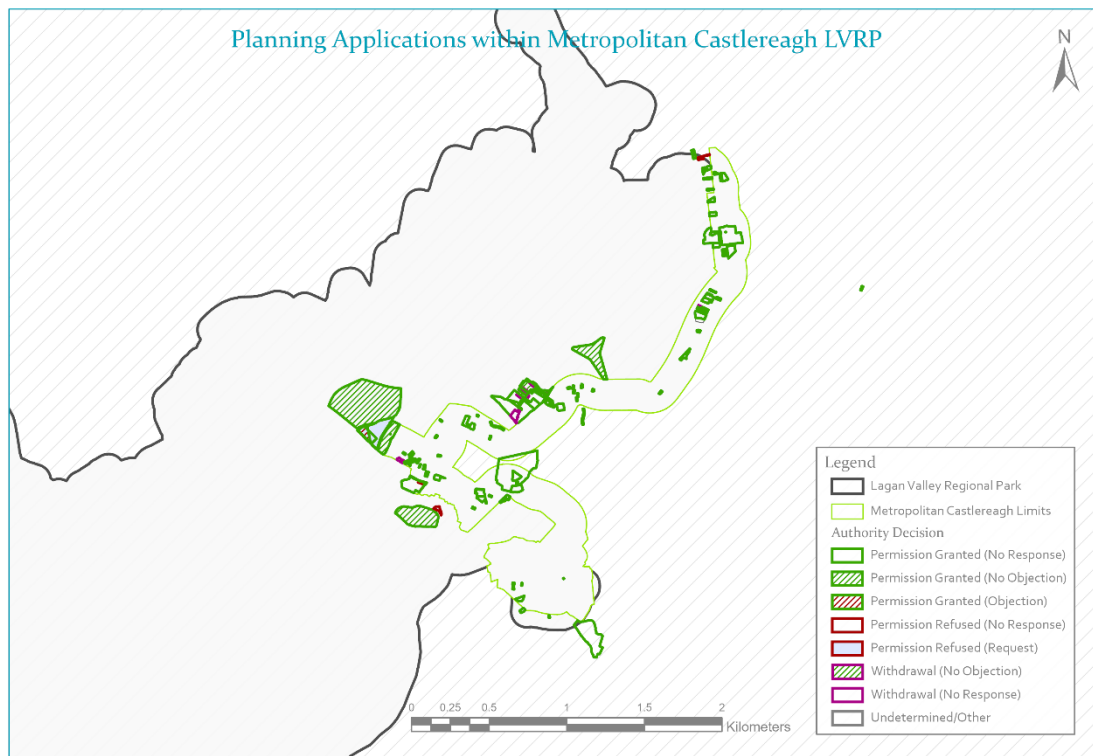 Planning Applications within Metropolitan Castlereagh LVRP
N
Legend
Lagan Valley Regional Park
Metropolitan Castlereagh Limits
Authority Decision
Permission Granted (No Response)
Permission Granted (No Objection)
Permission Granted (Objection)
Permission Refused (No Response)
Permission Refused (Request)
Withdrawal (No Objection)
Withdrawal (No Response)
Undetermined/Other
0 0.25 0.5 1 1.5 2
Kilometers